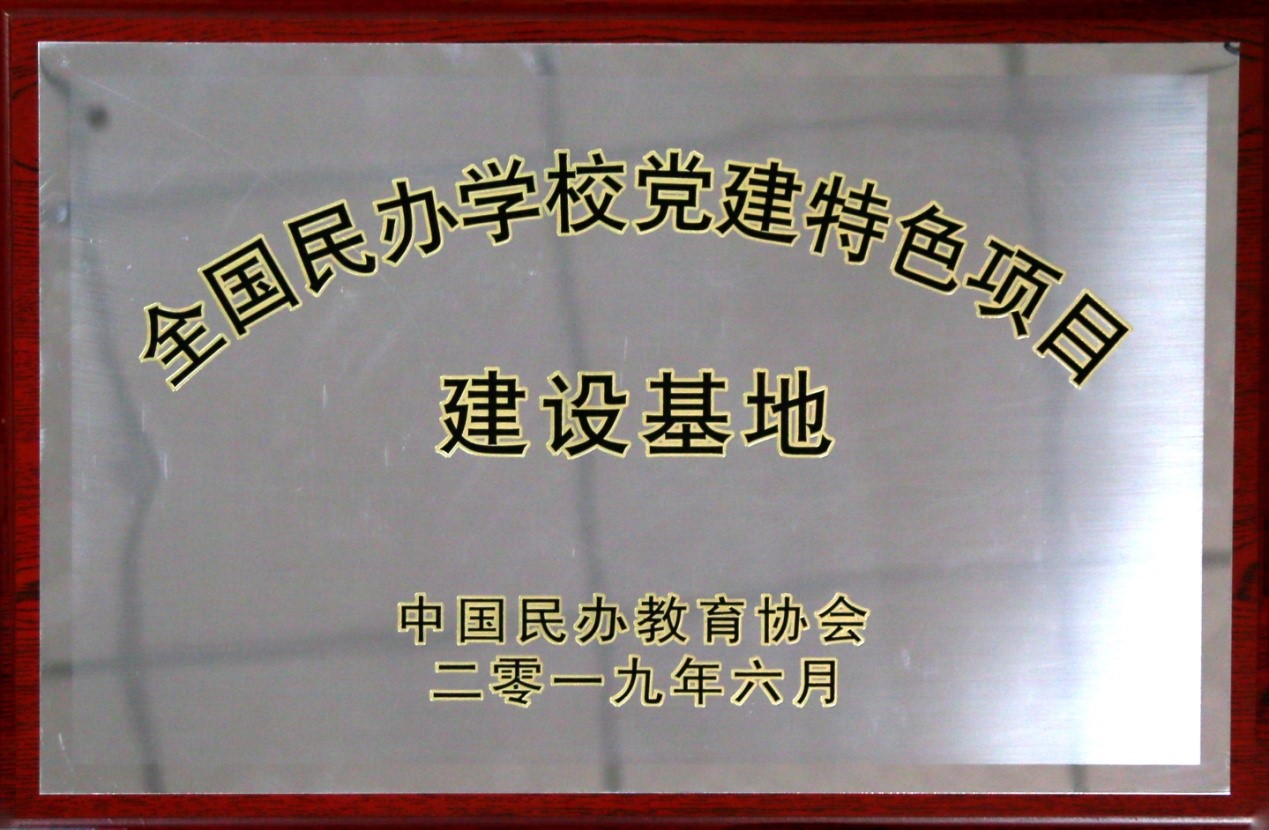 全国民办学校党建特色项目
建设基地
中国民办教育协会
二零一九年六月